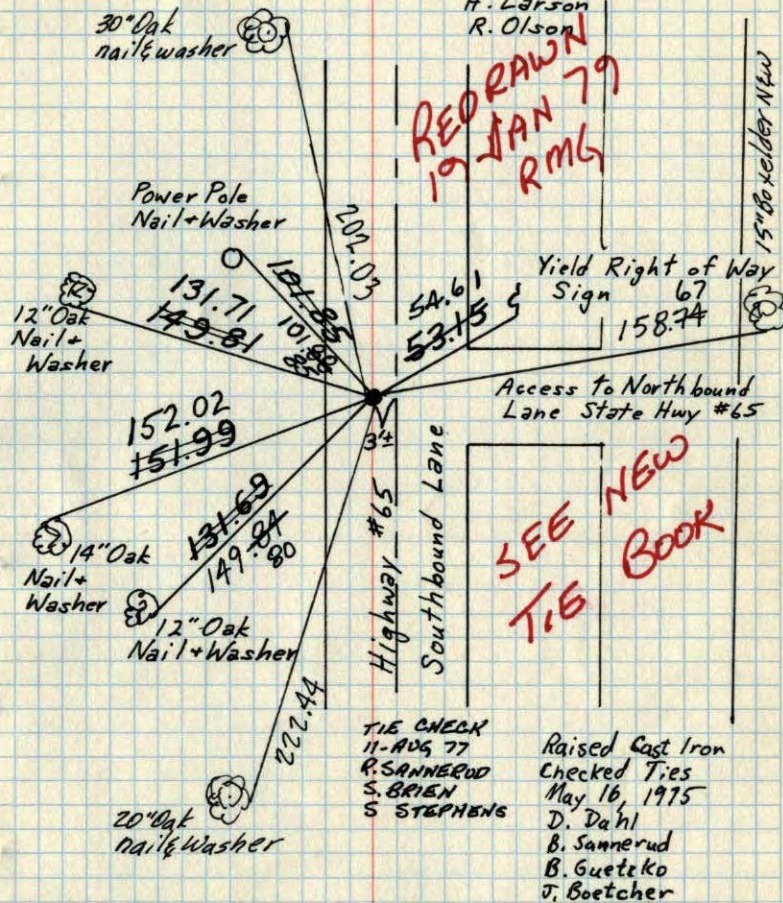 H. Larson
R. Olson
30" Oak
nail & washer
REDRAWN
19 JAN 79
RMG
15" Boxelder NEW
Power Pole
Nail + Washer
202.03
101.85
101
131.71
149.81
12" Oak
Nail +
Washer
54.61
53.15
Yield Right of Way
Sign
67
158.74
Access to Northbound
Lane State Hwy #65
3'±
152.02
151.99
14" Oak
Nail +
Washer
131.69
149.84
80
12" Oak
Nail + Washer
Highway #65
Southbound Lane
SEE NEW
TIE BOOK
222.44
20" Oak
nail & Washer
TIE CHECK
11-AUG 77
R. SANNERUD
S. BRIEN
S STEPHENS
Raised Cast Iron
Checked Ties
May 16, 1975
D. Dahl
B. Sannerud
B. Guetzko
J. Boetcher